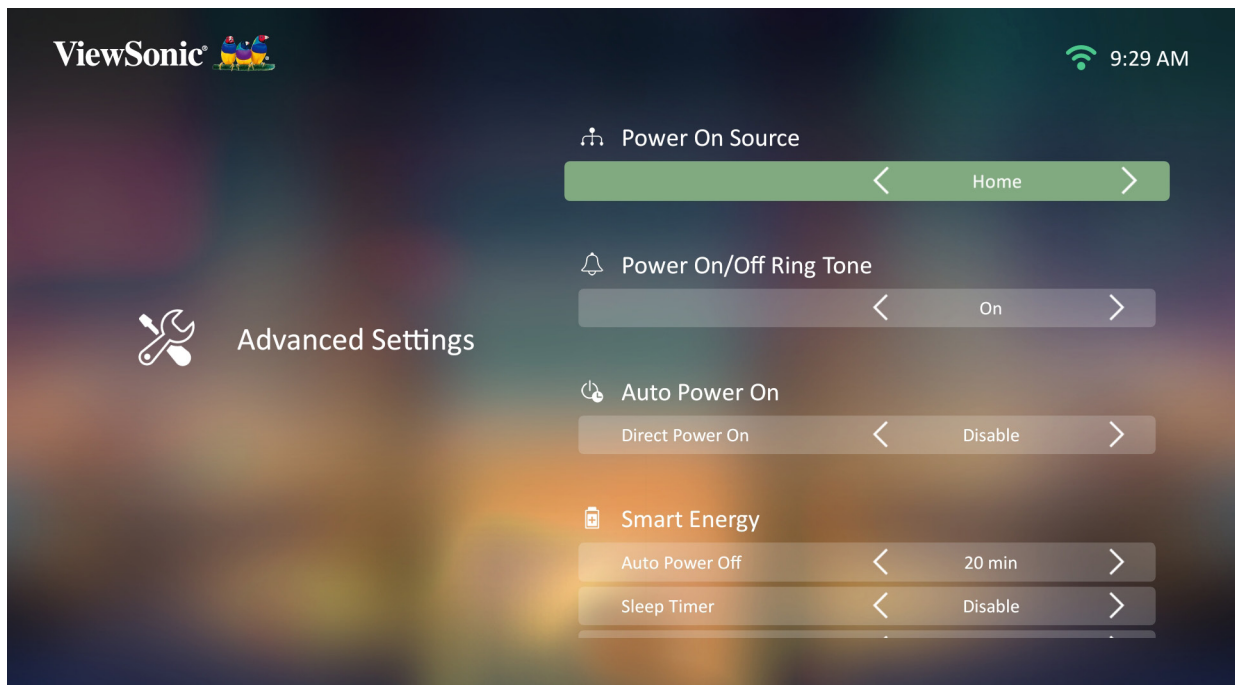 ViewSonic®
9:29 AM
Power On Source
Home
Power On/Off Ring Tone
On
Advanced Settings
Auto Power On
Direct Power On Disable
Smart Energy
Auto Power Off 20 min
Sleep Timer Disable